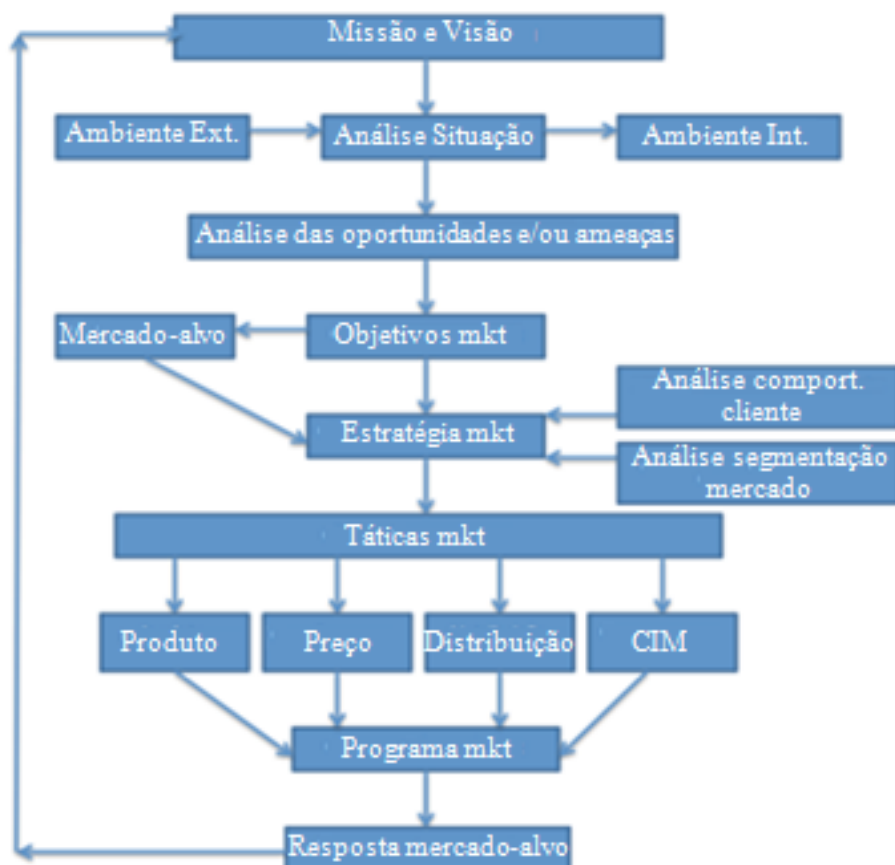 Missão e Visão
Ambiente Ext.
Análise Situação
Ambiente Int.
Análise das oportunidades e/ou ameaças
Mercado-alvo
Objetivos mkt
Análise comport.
cliente
Estratégia mkt
Análise segmentação
mercado
Táticas mkt
Produto
Preço
Distribuição
CIM
Programa mkt
Resposta mercado-alvo